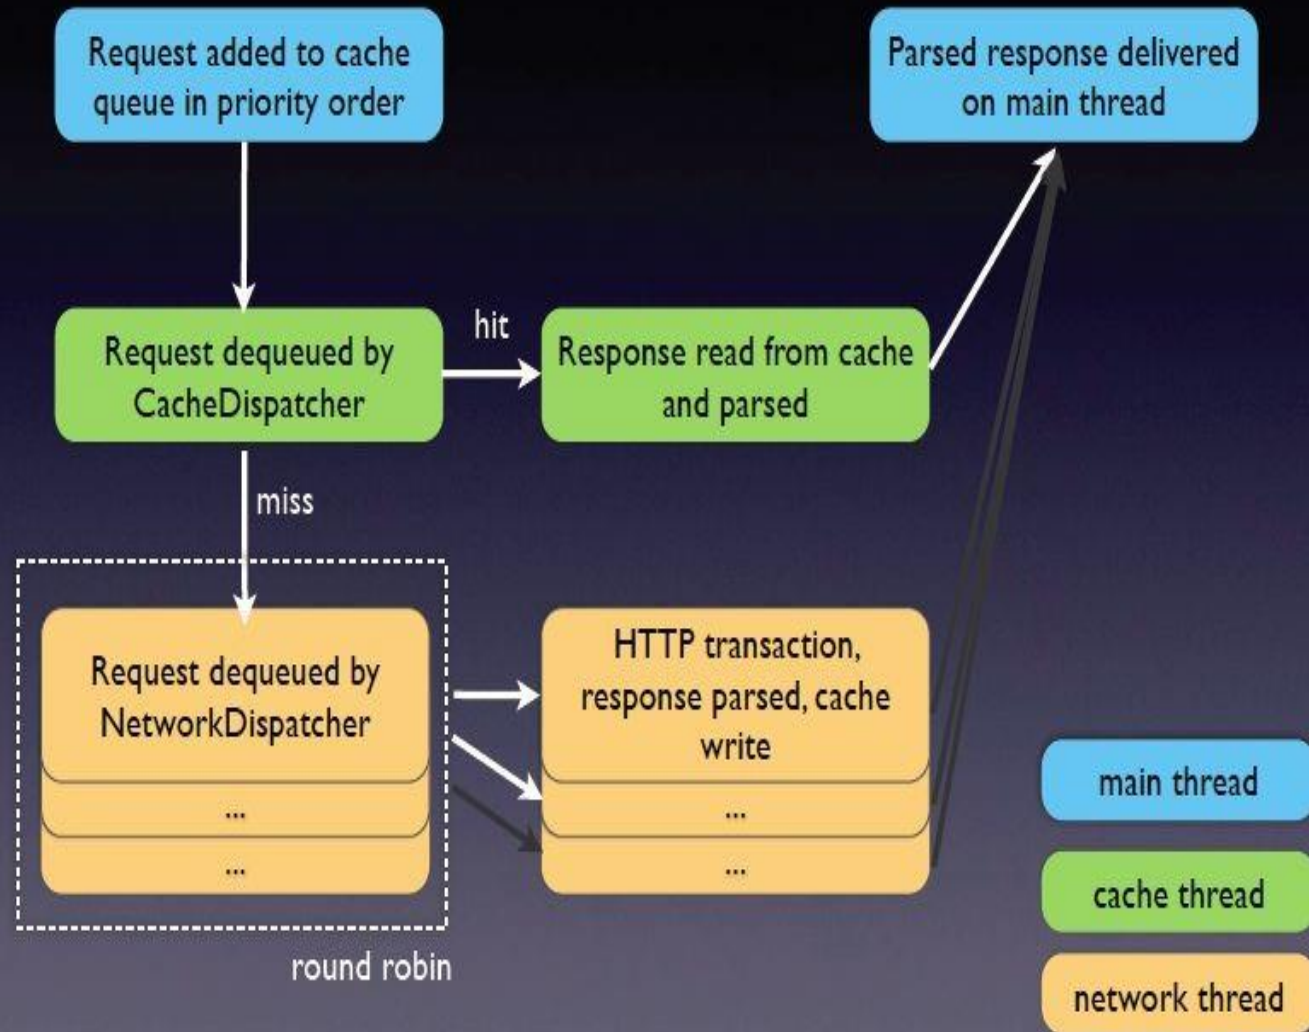 Request added to cache
queue in priority order
Parsed response delivered
on main thread
Request dequeued by
CacheDispatcher
hit
Response read from cache
and parsed
miss
Request dequeued by
NetworkDispatcher
...
...
HTTP transaction,
response parsed, cache
write
...
...
round robin
main thread
cache thread
network thread